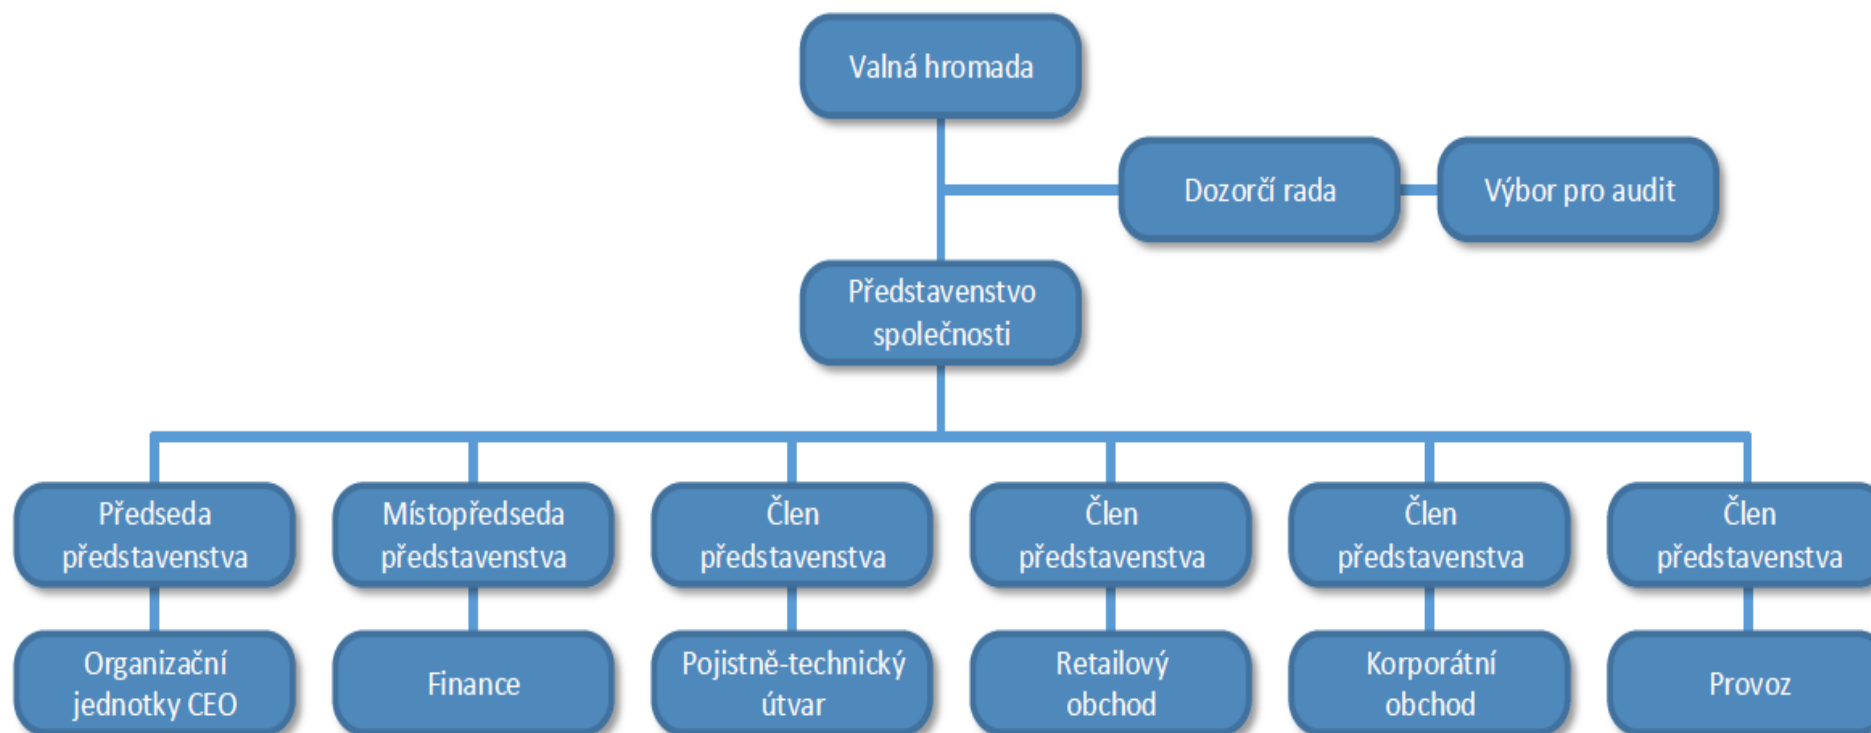 Valná hromada
Dozorčí rada
Výbor pro audit
Představenstvo
společnosti
Předseda
představenstva
Místopředseda
představenstva
Člen
představenstva
Člen
představenstva
Člen
představenstva
Člen
představenstva
Organizační
jednotky CEO
Finance
Pojistně-technický
útvar
Retailový
obchod
Korporátní
obchod
Provoz